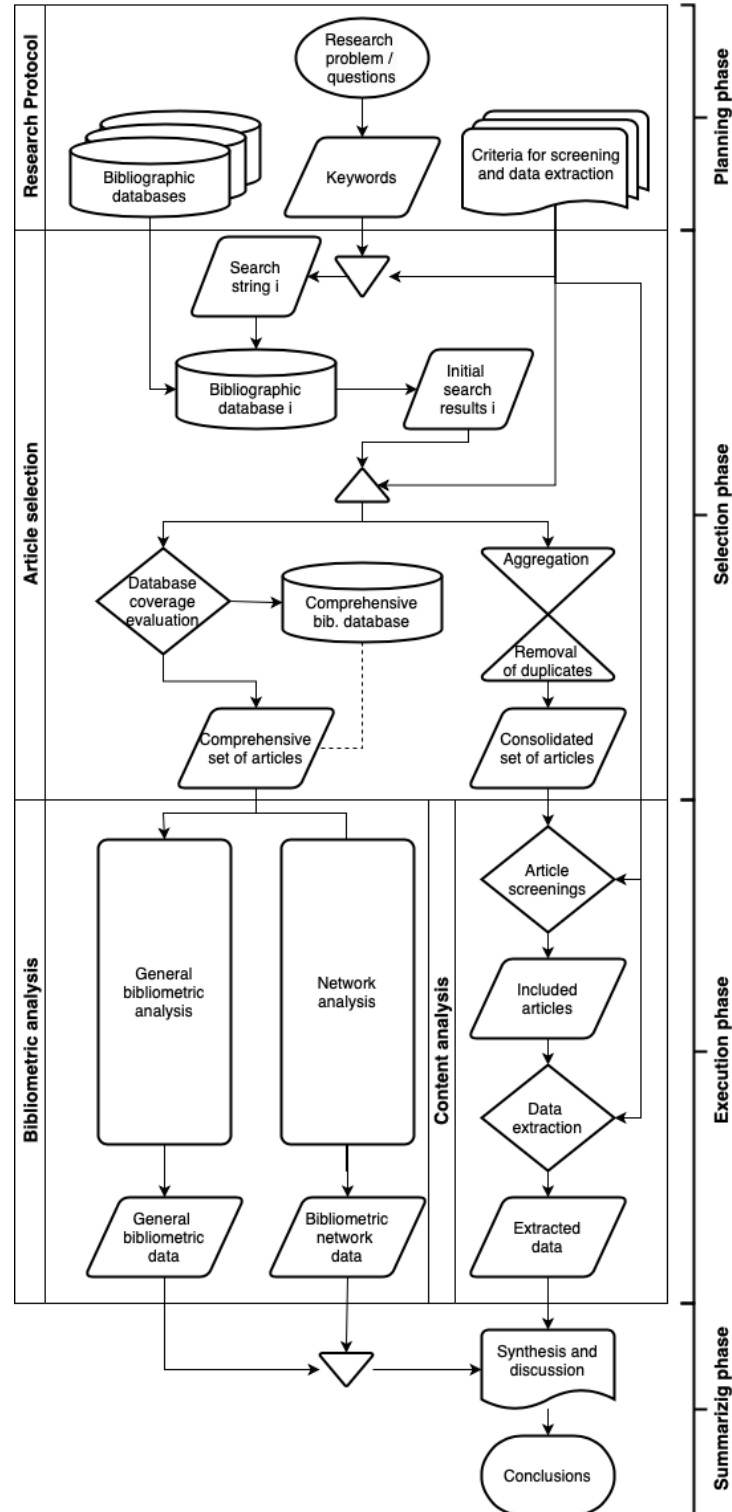 Research Protocol
Planning phase
Research
problem /
questions
Bibliographic
databases
Keywords
Criteria for screening
and data extraction
Article selection
Selection phase
Search
string i
Bibliographic
database i
Initial
search
results i
Database
coverage
evaluation
Comprehensive
bib. database
Aggregation
Removal
of duplicates
Comprehensive
set of articles
Consolidated
set of articles
Bibliometric analysis
Content analysis
Execution phase
General
bibliometric
analysis
Network
analysis
Article
screenings
Included
articles
Data
extraction
General
bibliometric
data
Bibliometric
network
data
Extracted
data
Summarizig phase
Synthesis and
discussion
Conclusions